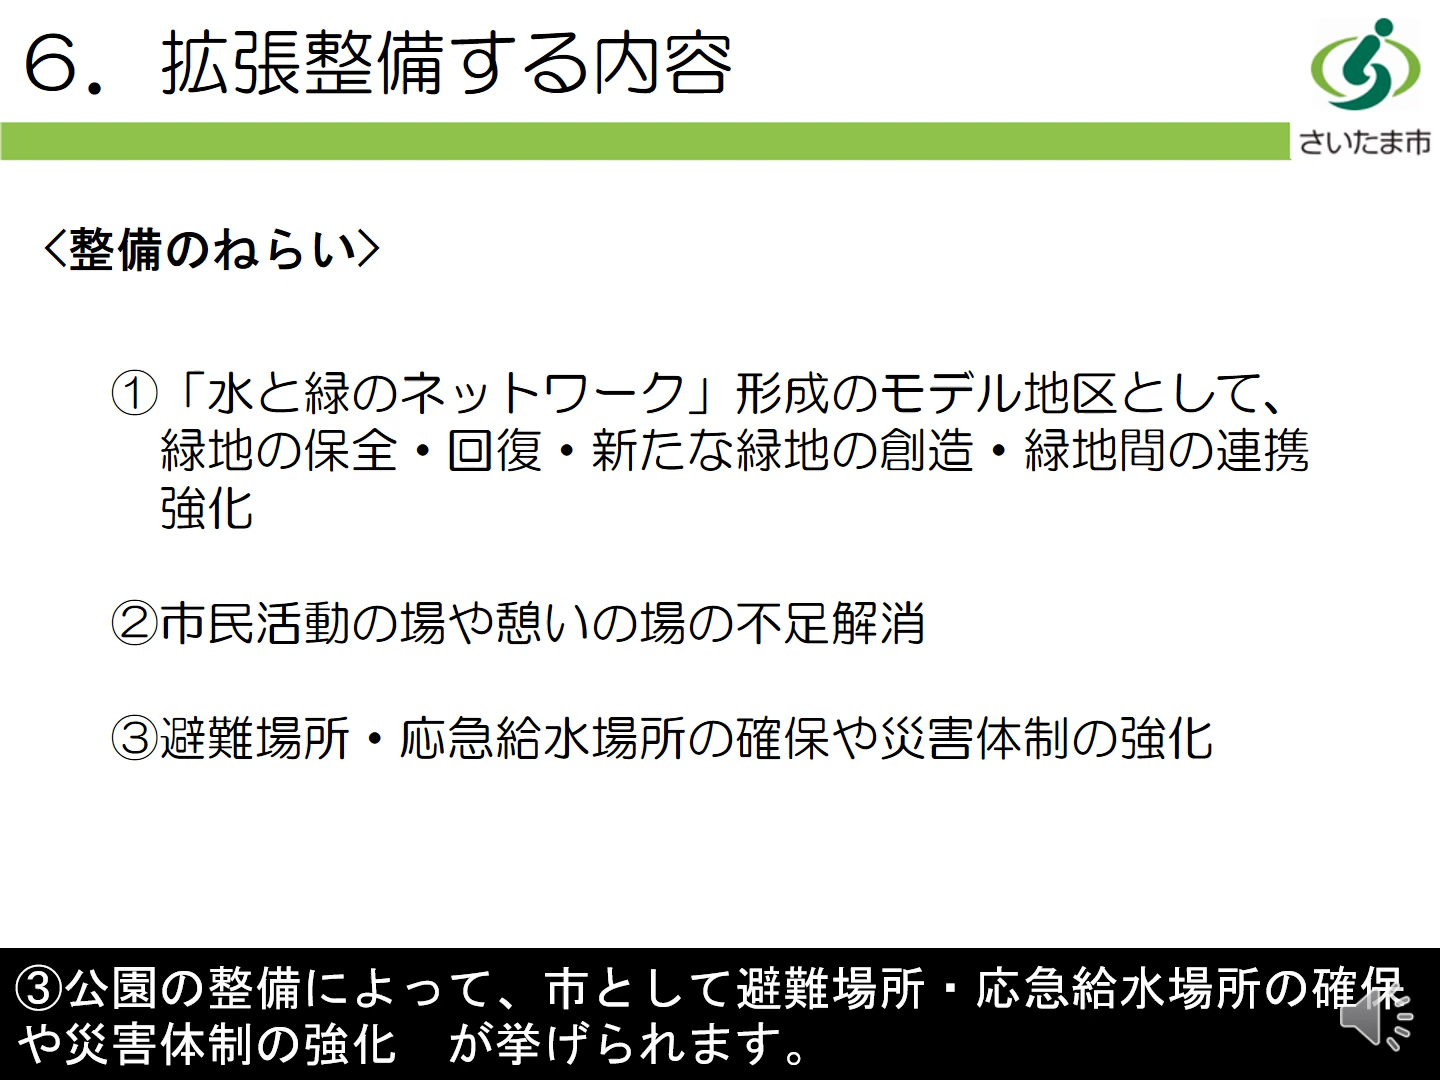 ６．拡張整備する内容
さいたま市
<整備のねらい>
①「水と緑のネットワーク」形成のモデル地区として、
緑地の保全・回復・新たな緑地の創造・緑地間の連携
強化
②市民活動の場や憩いの場の不足解消
③避難場所・応急給水場所の確保や災害体制の強化
③公園の整備によって、市として避難場所・応急給水場所の確保
や災害体制の強化　が挙げられます。